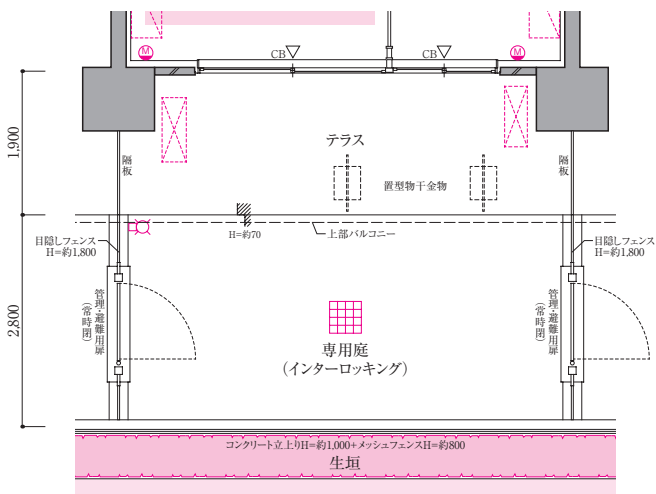 M
CB
CB
M
1,900
テラス
隔板
隔板
置型物干金物
H=約70
上部バルコニー
目隠しフェンス
H=約1,800
目隠しフェンス
H=約1,800
2,800
管理・避難用扉
(常時閉)
管理・避難用扉
(常時閉)
専用庭
(インターロッキング)
コンクリート立上りH=約1,000+メッシュフェンスH=約800
生垣